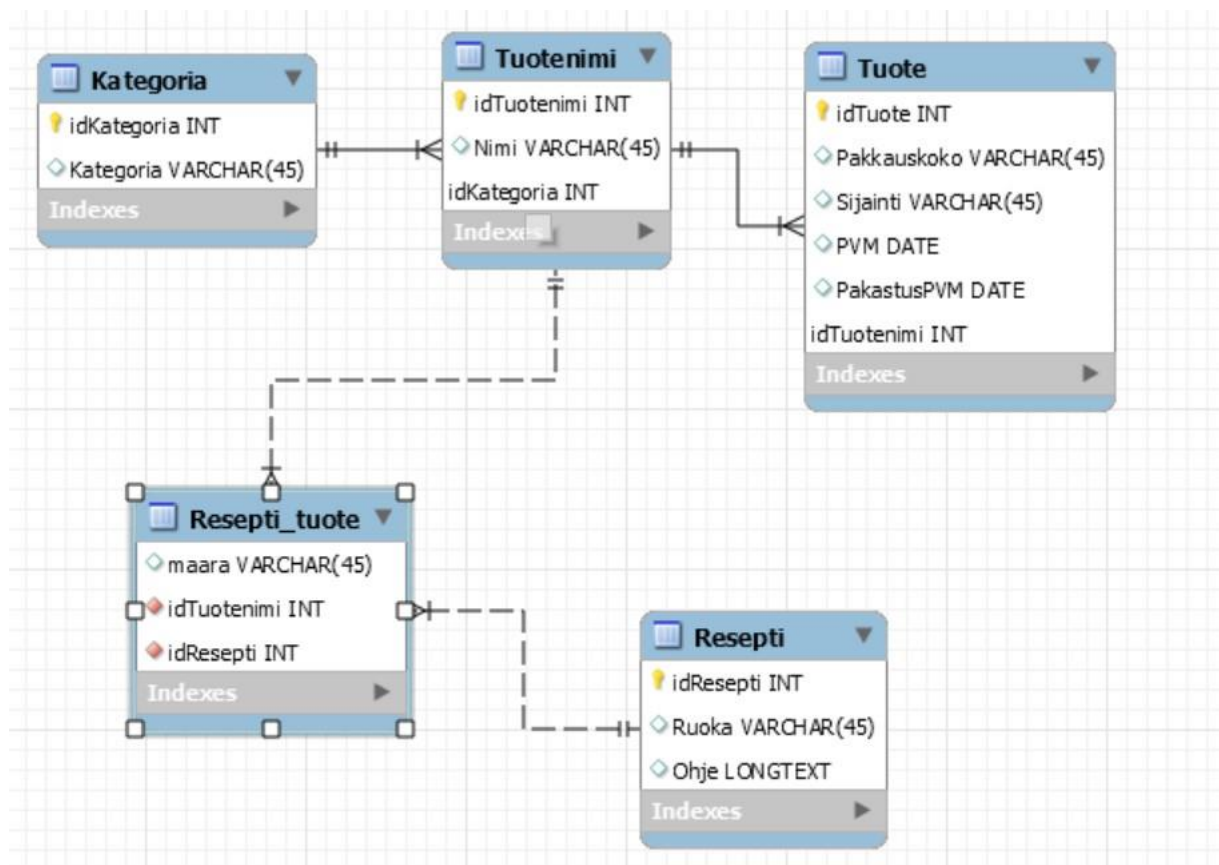 Kategoria
idKategoria INT
Kategoria VARCHAR(45)
Indexes
Tuotenimi
idTuotenimi INT
Nimi VARCHAR(45)
idKategoria INT
Indexes
Tuote
idTuote INT
Pakkauskoko VARCHAR(45)
Sijainti VARCHAR(45)
PVM DATE
PakastusPVM DATE
idTuotenimi INT
Indexes
Resepti_tuote
maara VARCHAR(45)
idTuotenimi INT
idResepti INT
Indexes
Resepti
idResepti INT
Ruoka VARCHAR(45)
Ohje LONGTEXT
Indexes